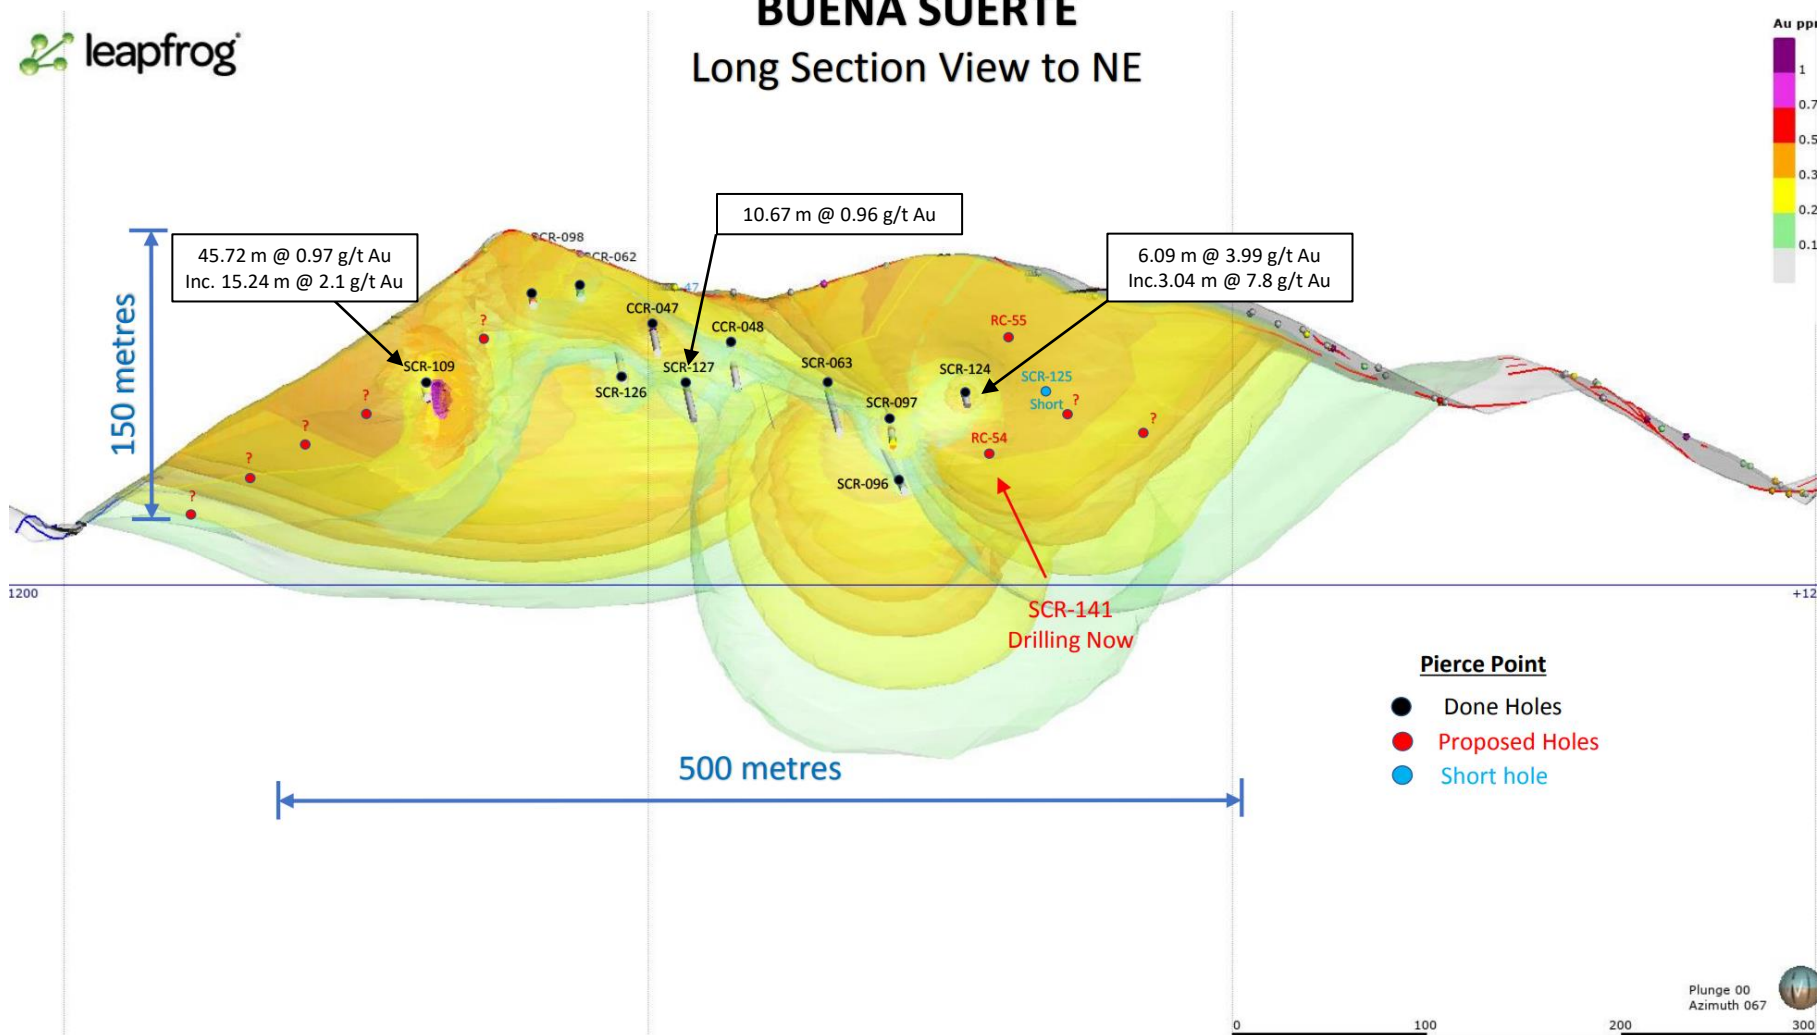 BUENA SUERTE
Long Section View to NE
leapfrog
Au ppm
1
0.7
0.5
0.3
0.2
0.1
10.67 m @ 0.96 g/t Au
45.72 m @ 0.97 g/t Au
Inc. 15.24 m @ 2.1 g/t Au
6.09 m @ 3.99 g/t Au
Inc.3.04 m @ 7.8 g/t Au
CCR-062
47
150 metres
CCR-047
CCR-048
RC-55
?
SCR-109
SCR-126
SCR-127
SCR-063
SCR-124
SCR-125
Short
?
?
?
?
?
?
SCR-097
RC-54
SCR-096
1200
+12
SCR-141
Drilling Now
500 metres
Pierce Point
Done Holes
Proposed Holes
Short hole
Plunge 00
Azimuth 067
0
100
200
300